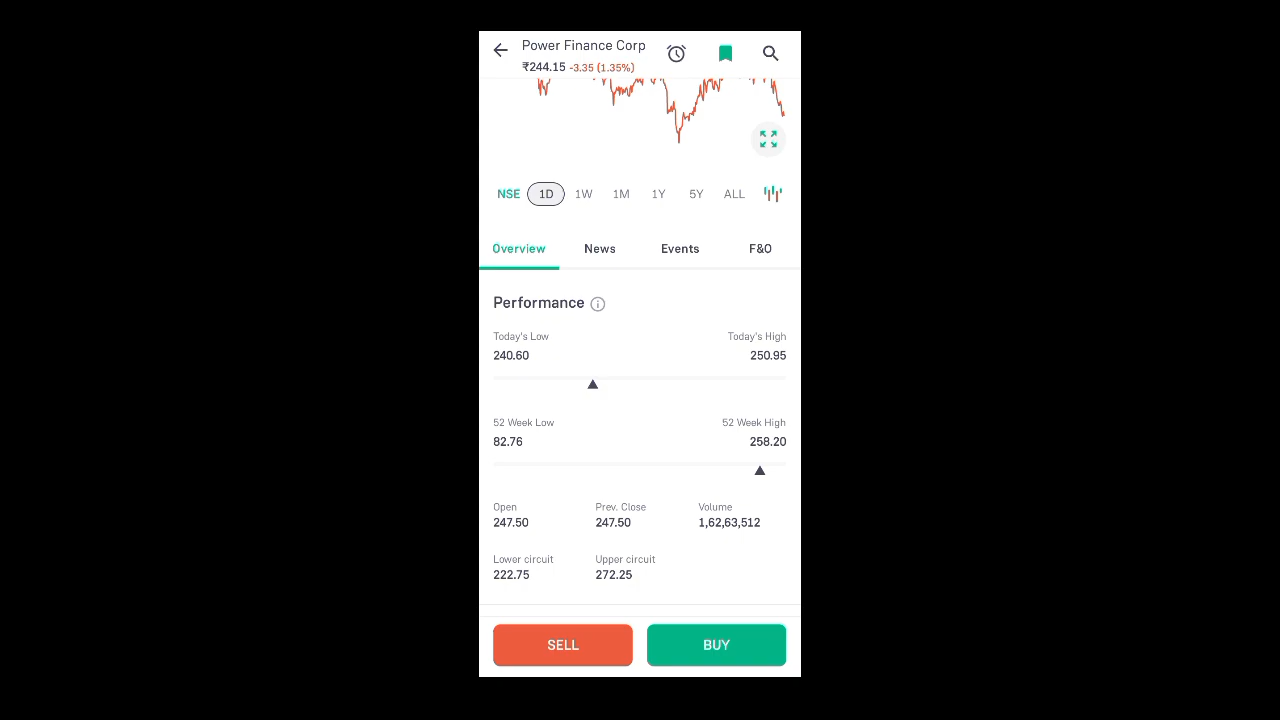 Power Finance Corp
₹244.15 -3.35 (1.35%)
NSE 1D 1W 1M 1Y 5Y ALL
Overview News Events F&O
Performance
Today's Low Today's High
240.60 250.95
52 Week Low 52 Week High
82.76 258.20
Open Prev. Close Volume
247.50 247.50 1,62,63,512
Lower circuit Upper circuit
222.75 272.25
SELL BUY